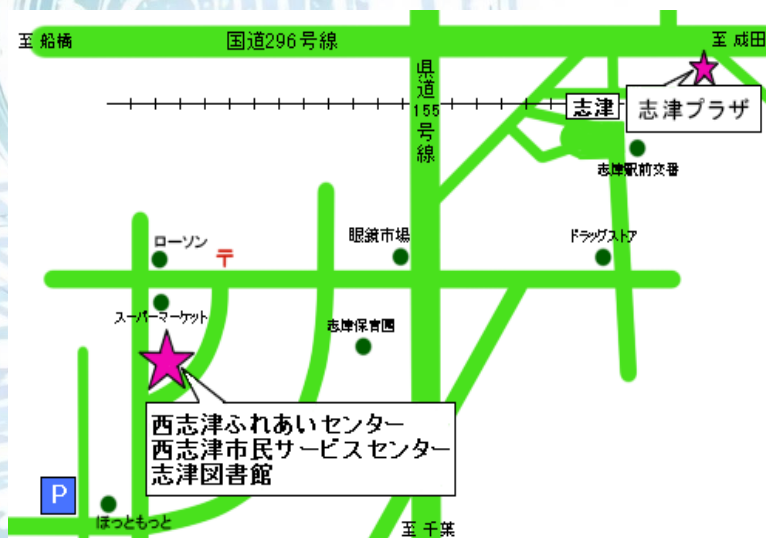 至 船橋
国道296号線
至 成田
県道155号線
志津
志津プラザ
志津駅前交番
ローソン
〒
眼鏡市場
ドラッグストア
スーパーマーケット
志津保育園
西志津ふれあいセンター
西志津市民サービスセンター
志津図書館
P
ほっともっと
至 千葉